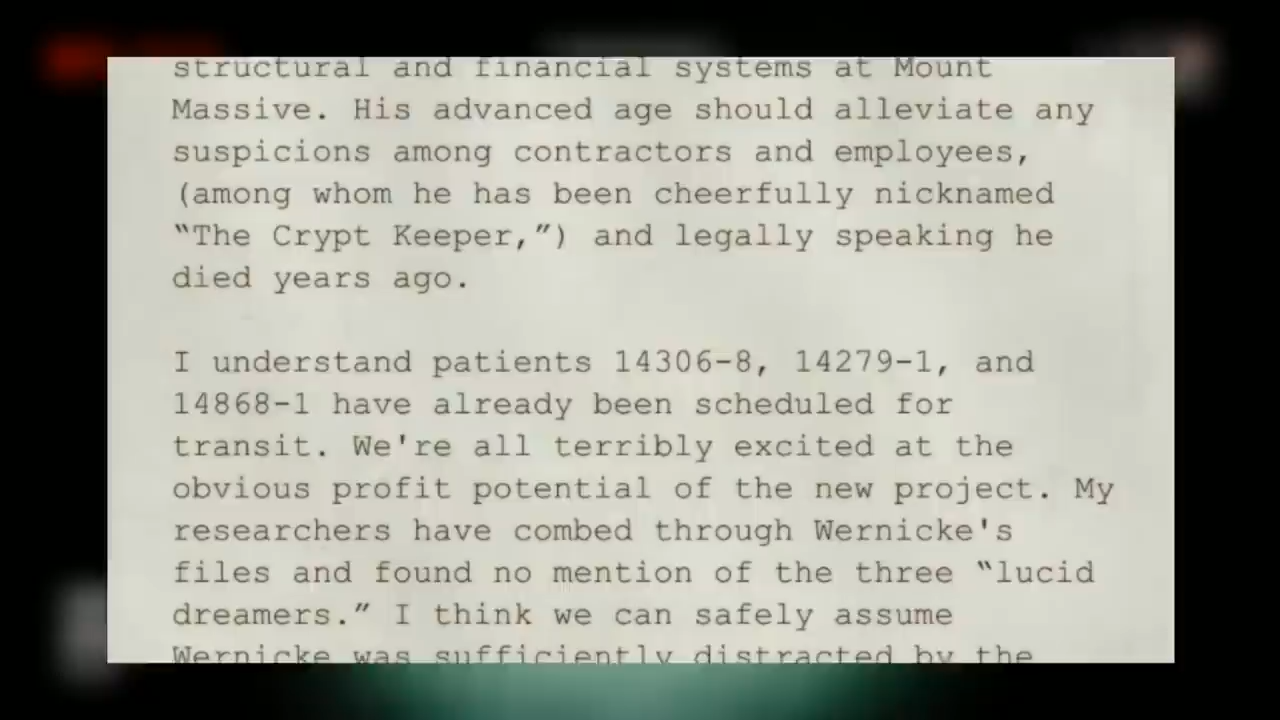 structural and financial systems at Mount
Massive. His advanced age should alleviate any
suspicions among contractors and employees,
(among whom he has been cheerfully nicknamed
“The Crypt Keeper,”) and legally speaking he
died years ago.
I understand patients 14306-8, 14279-1, and
14868-1 have already been scheduled for
transit. We're all terribly excited at the
obvious profit potential of the new project. My
researchers have combed through Wernicke's
files and found no mention of the three “lucid
dreamers.” I think we can safely assume
Wernicke was sufficiently distracted by the